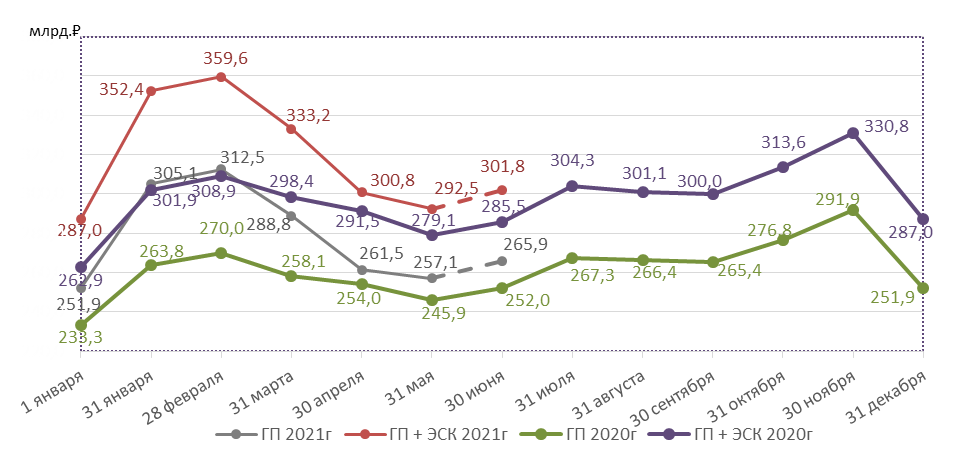 млрд.₽
359,6
352,4
333,2
330,8
312,5
313,6
305,1
304,3
301,8
300,8
301,1
300,0
298,4
292,5
291,9
308,9
301,9
285,5
287,0
288,8
291,5
279,1
276,8
287,0
270,0
265,9
263,8
261,5
257,1
258,1
262,9
267,3
266,4
265,4
254,0
252,0
251,9
251,9
245,9
233,3
1 января
31 января
28 февраля
31 марта
30 апреля
31 мая
30 июня
31 июля
31 августа
30 сентября
31 октября
30 ноября
31 декабря
ГП 2021г ГП + ЭСК 2021г ГП 2020г ГП + ЭСК 2020г